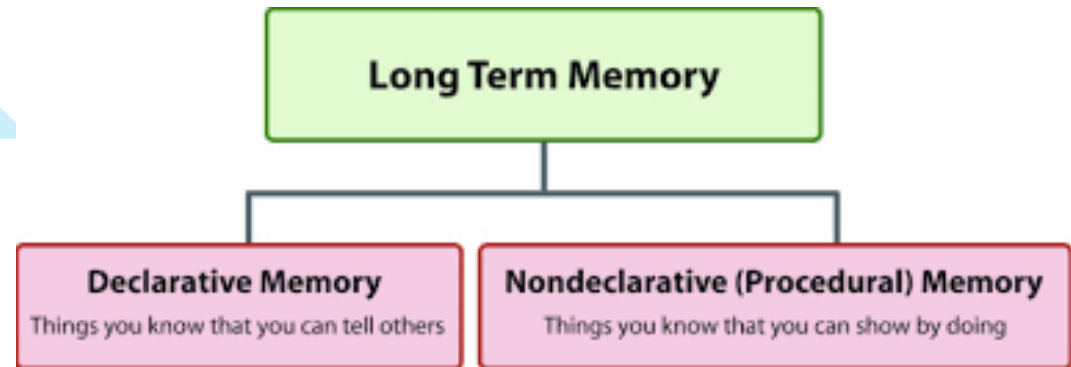 Long Term Memory
Declarative Memory
Things you know that you can tell others
Nondeclarative (Procedural) Memory
Things you know that you can show by doing